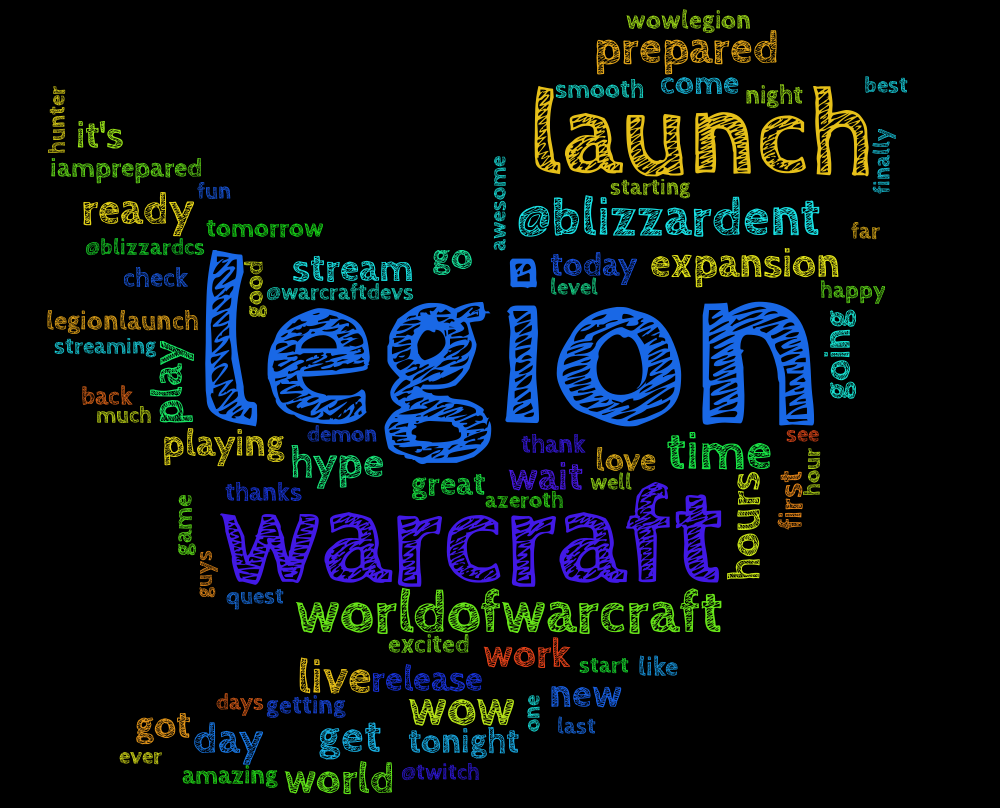 wowlegion
prepared
smooth come night best
hunter
launch
it's
finally
iamprepared
awesome
starting
fun
ready
@blizzardent
tomorrow
far
@blizzardcs
go
stream
good
today
expansion
check
@warcraftdevs
level
happy
legion
legionlaunch
going
streaming
play
back
much
playing
demon
thank
see
hype
love
time
wait
well
hour
great
first
thanks
azeroth
hours
game
warcraft
guys
quest
worldofwarcraft
excited
work
start
like
live
release
days
getting
wow
one
new
got
day
get
tonight
last
ever
amazing
world
@twitch